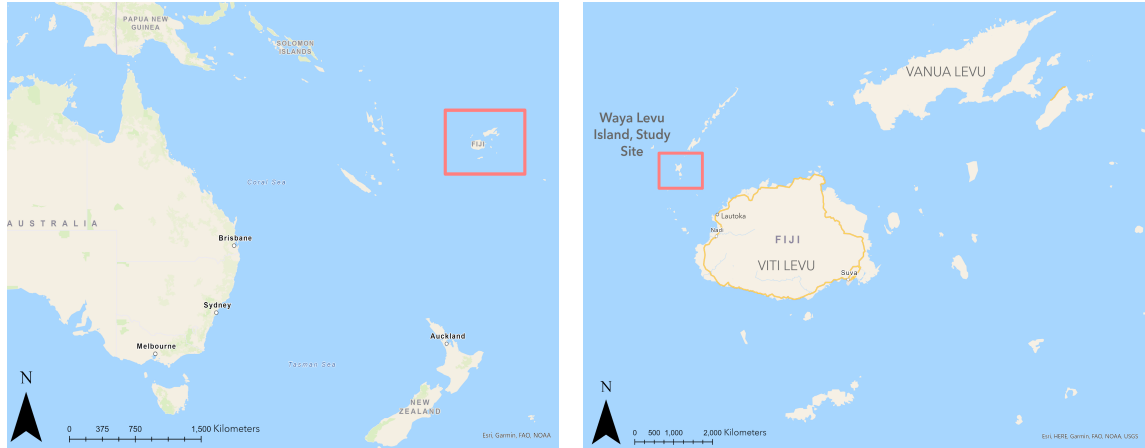 PAPUA NEW
GUINEA
SOLOMON
ISLANDS
FIJI
Coral Sea
AUSTRALIA
Brisbane
Sydney
Melbourne
Auckland
Tasman Sea
NEW
ZEALAND
N
0 375 750 1,500 Kilometers
Esri, Garmin, FAO, NOAA
VANUA LEVU
Waya Levu
Island, Study
Site
Lautoka
Nadi
FIJI
VITI LEVU
Suva
N
0 500 1,000 2,000 Kilometers
Esri, HERE, Garmin, FAO, NOAA, USGS